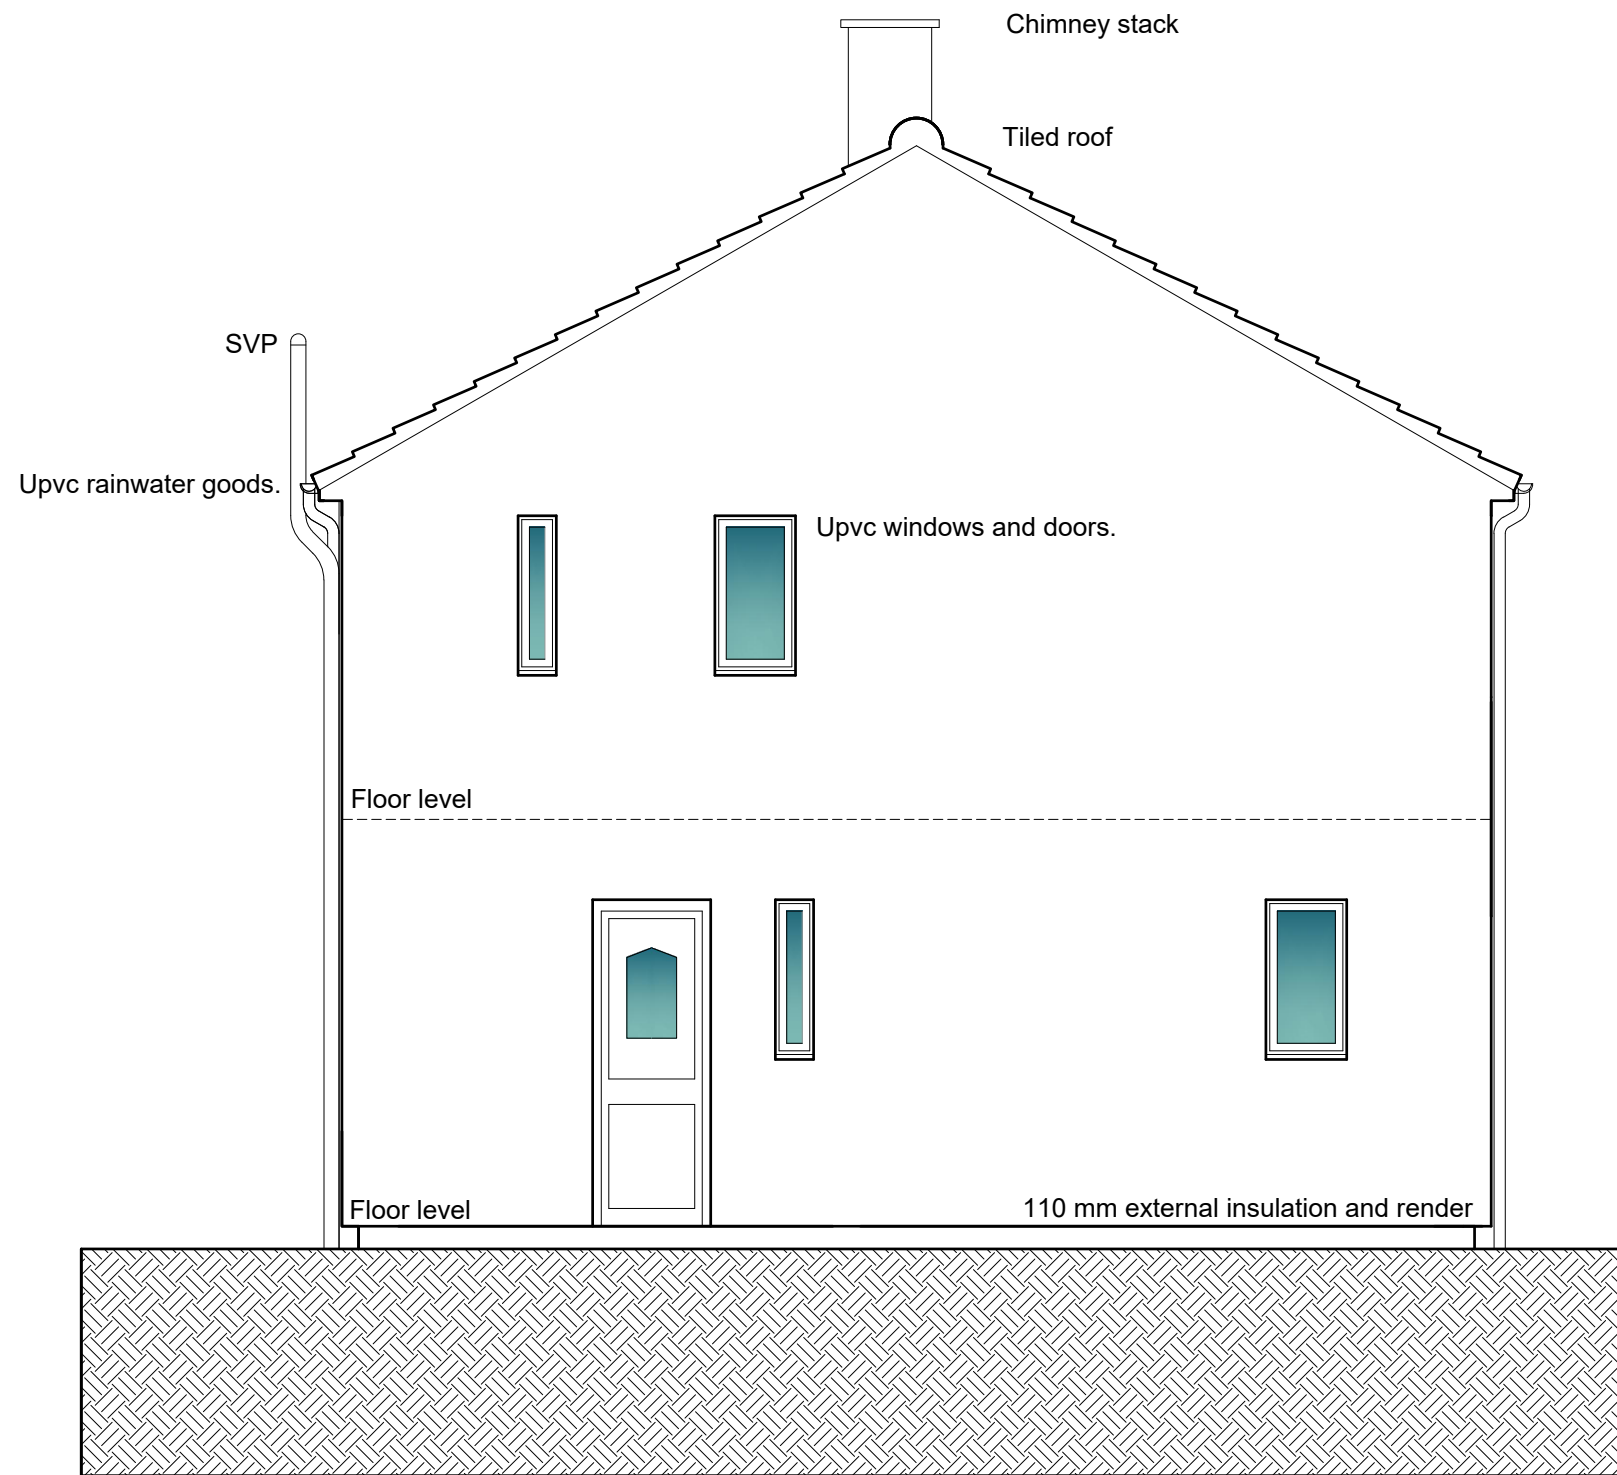 Chimney stack
Tiled roof
SVP
Upvc rainwater goods.
Upvc windows and doors.
Floor level
Floor level
110 mm external insulation and render